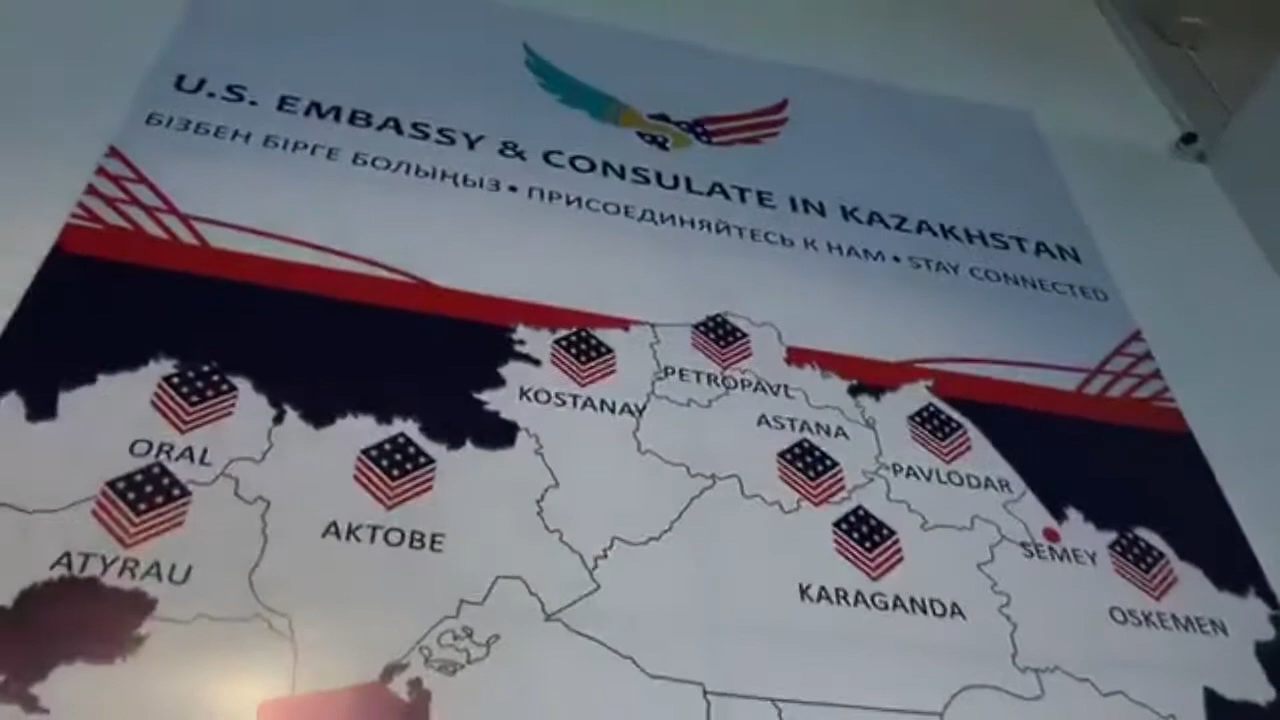 U.S. EMBASSY & CONSULATE IN KAZAKHSTAN
БІЗБЕН БІРГЕ БОЛЫҢЫЗ • ПРИСОЕДИНЯЙТЕСЬ К НАМ • STAY CONNECTED
PETROPAVL
KOSTANAY
ASTANA
ORAL
PAVLODAR
AKTOBE
SEMEY
ATYRAU
KARAGANDA
OSKEMEN